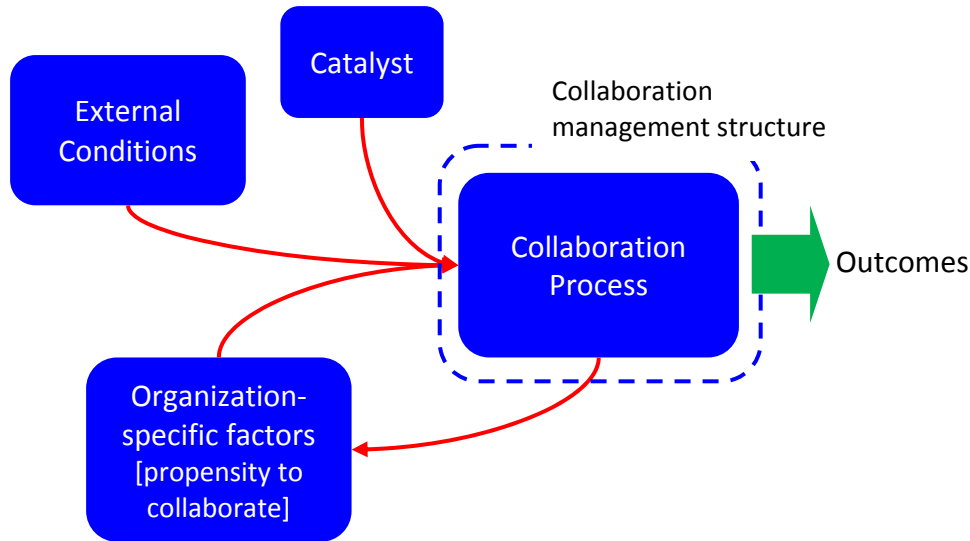 Catalyst
External
Conditions
Collaboration
management structure
Collaboration
Process
Outcomes
Organization-
specific factors
[propensity to
collaborate]